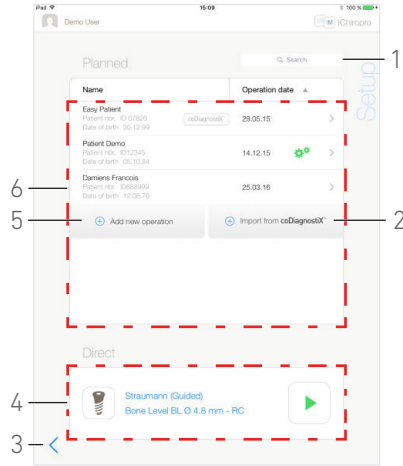 iPad 15:09 100 %
Demo User iChiropro
Setup
Planned Search 1
Name Operation date
Easy Patient
Patient nbr. ID 07826 coDiagnostiX 29.05.15
Date of birth 30.12.99
Patient Demo
Patient nbr. ID12345 14.12.15
Date of birth 05.10.84
Damiens Francois
Patient nbr. ID888999 25.03.16
Date of birth 12.08.76
6
5 Add new operation Import from coDiagnostiX™ 2
Direct
4 Straumann (Guided)
Bone Level BL Ø 4.8 mm - RC
3